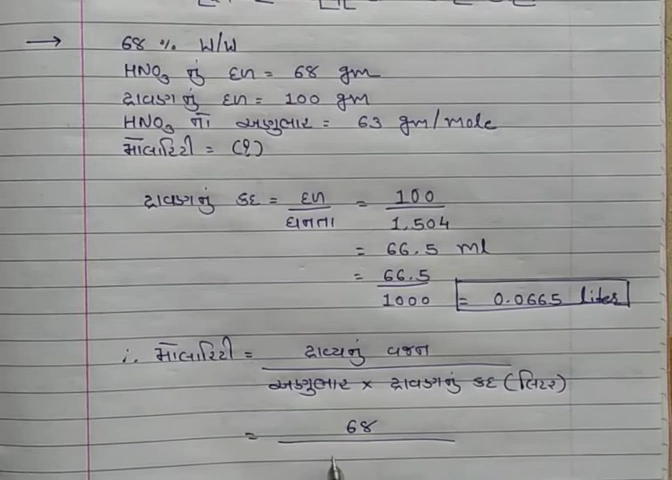 → 68 % W/W
HNO3 નું દળ = 68 gm
દ્રાવણનું દળ = 100 gm
HNO3 નો અણુભાર = 63 gm/mole
મોલારિટી = (?)
દ્રાવણનું કદ = દળ / ઘનતા = 100 / 1.504
= 66.5 ml
= 66.5 / 1000 = 0.0665 liter
∴ મોલારિટી = દ્રાવ્યનું વજન / અણુભાર × દ્રાવણનું કદ (લિટર)
= 68